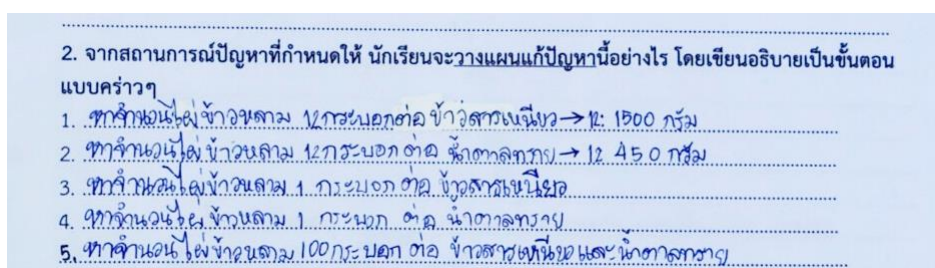 2. จากสถานการณ์ปัญหาที่กำหนดให้ นักเรียนจะวางแผนแก้ปัญหานี้อย่างไร โดยเขียนอธิบายเป็นขั้นตอน
แบบคร่าวๆ
1. หาจำนวนไผ่ข้าวหลาม 12กระบอกต่อ ข้าวสารเหนียว→12: 1500 กรัม
2. หาจำนวนไผ่ข้าวหลาม 12กระบอก ต่อ น้ำตาลทราย→ 12 450 กรัม
3. หาจำนวนไผ่ข้าวหลาม 1 กระบอก ต่อ ข้าวสารเหนียว
4. หาจำนวนไผ่ ข้าวหลาม 1 กระบอก ต่อ น้ำตาลทราย
5. หาจำนวนไผ่ข้าวหลาม 100กระบอก ต่อ ข้าวสารเหนียวและน้ำตาลทราย